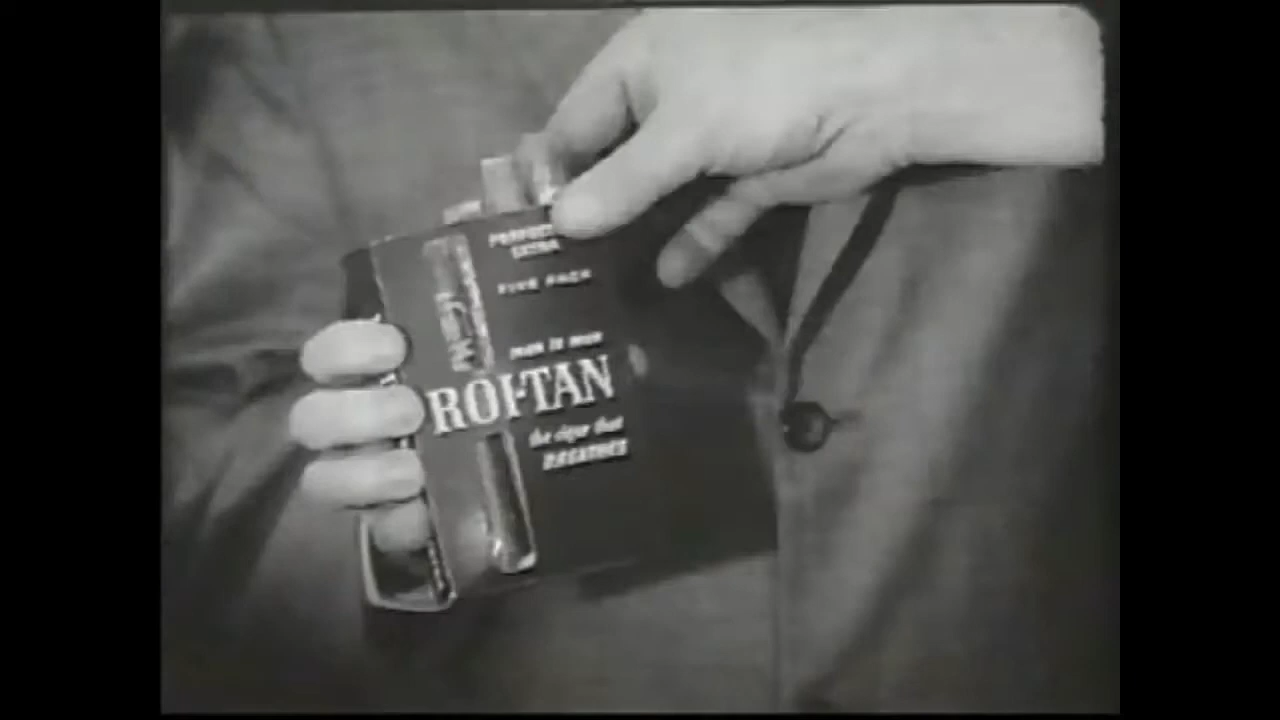 PERFECTO
EXTRA
FIVE PACK
MAN TO MAN
ROI-TAN
the cigar that
BREATHES